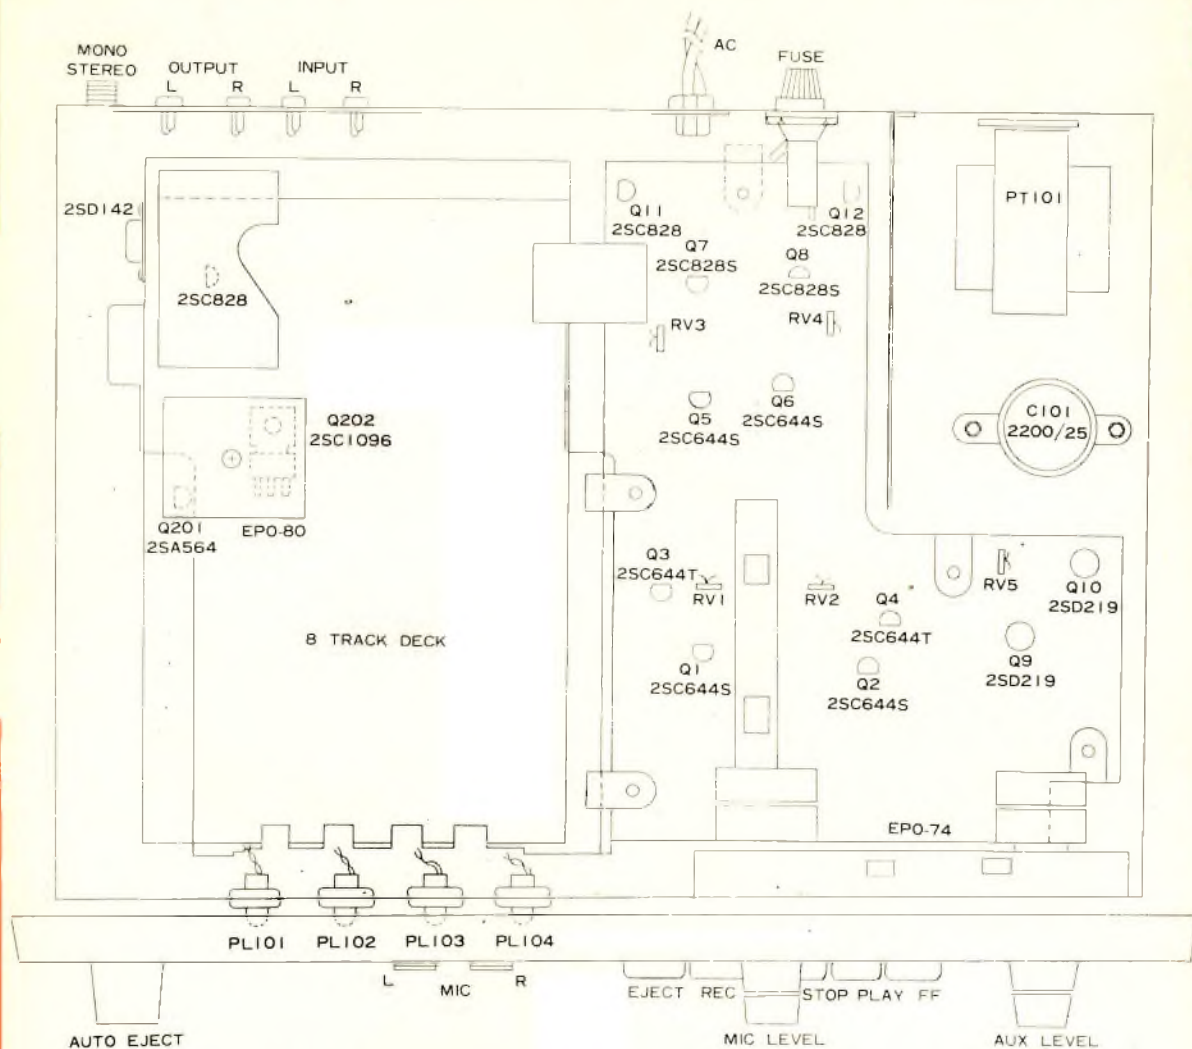 MONO
STEREO
OUTPUT
L R
INPUT
L R
AC
FUSE
2SD142
2SC828
Q11
2SC828
Q12
2SC828
Q7
2SC828S
Q8
2SC828S
PT101
RV3
RV4
Q5
2SC644S
Q6
2SC644S
C101
2200/25
Q202
2SC1096
Q201
2SA564
EPO-80
Q3
2SC644T
RV1
RV2
Q4
2SC644T
RV5
Q10
2SD219
8 TRACK DECK
Q1
2SC644S
Q2
2SC644S
Q9
2SD219
EPO-74
PL101 PL102 PL103 PL104
L MIC R
EJECT REC STOP PLAY FF
AUTO EJECT
MIC LEVEL
AUX LEVEL